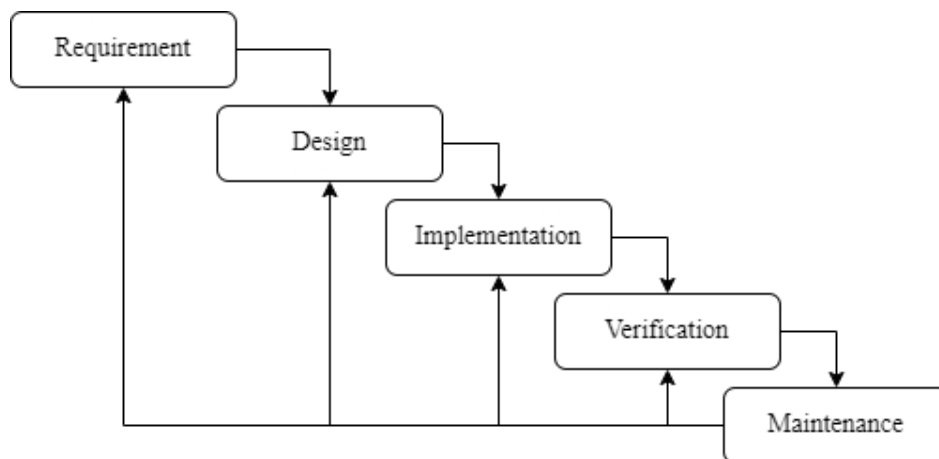 Requirement
Design
Implementation
Verification
Maintenance